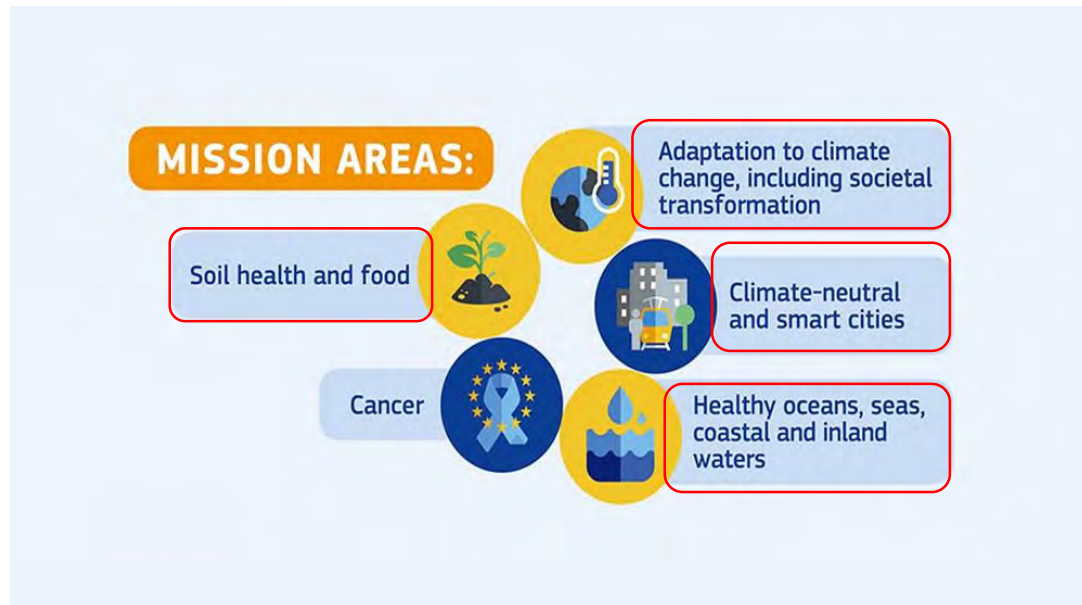 MISSION AREAS:
Adaptation to climate
change, including societal
transformation
Soil health and food
Climate-neutral
and smart cities
Cancer
Healthy oceans, seas,
coastal and inland
waters